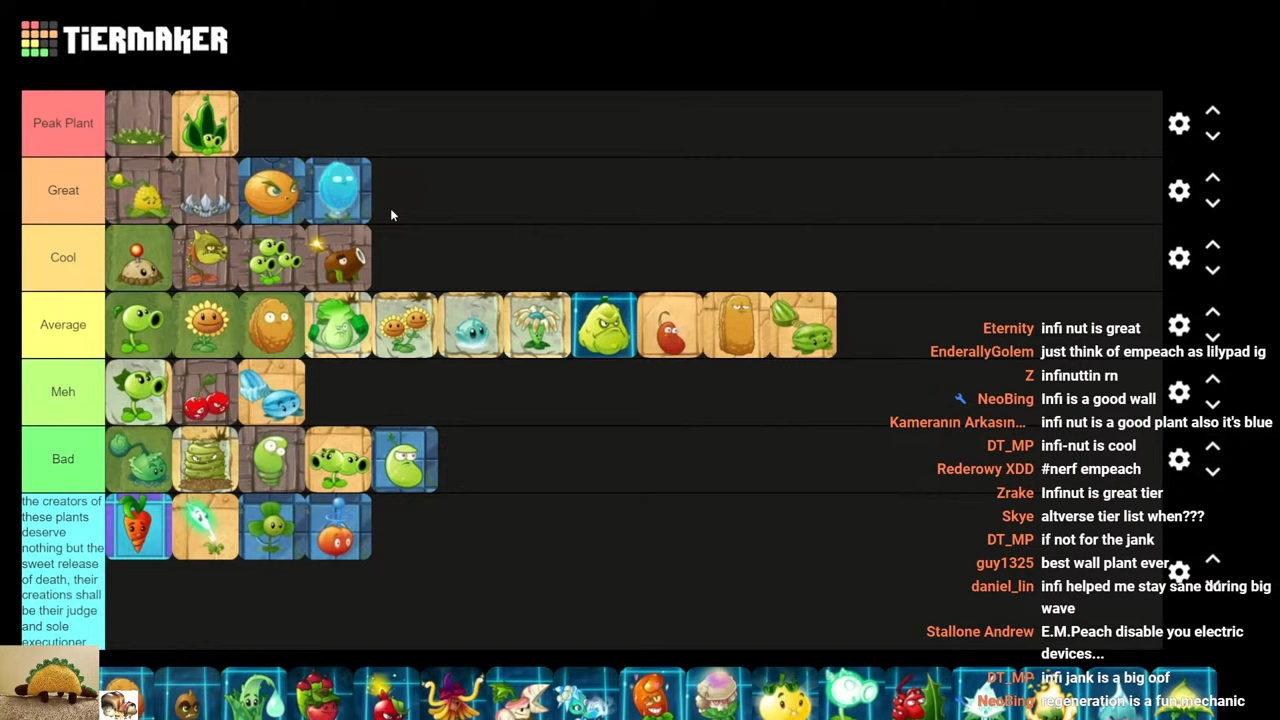 TIERMAKER
Peak Plant
Great
Cool
Average
Meh
Bad
the creators of
these plants
deserve
nothing but the
sweet release
of death, their
creations shall
be their judge
and sole
executioner
Eternity infi nut is great
EnderallyGolem just think of empeach as lilypad ig
Z infinuttin rn
NeoBing Infi is a good wall
Kameranın Arkasın... infi nut is a good plant also it's blue
DT_MP infi-nut is cool
Rederowy XDD #nerf empeach
Zrake Infinut is great tier
Skye altverse tier list when???
DT_MP if not for the jank
guy1325 best wall plant ever
daniel_lin infi helped me stay sane during big
wave
Stallone Andrew E.M.Peach disable you electric
devices...
DT_MP infi jank is a big oof
NeoBing regeneration is a fun mechanic